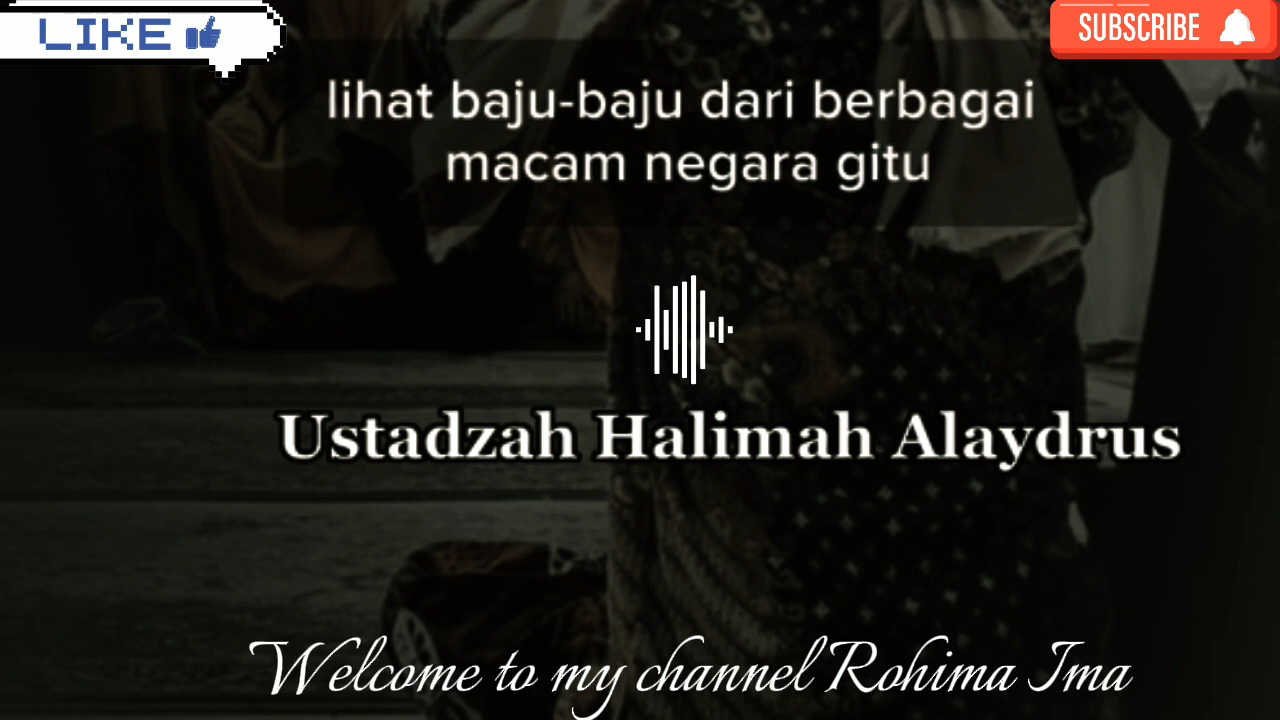 LIKE
SUBSCRIBE
lihat baju-baju dari berbagai
macam negara gitu
Ustadzah Halimah Alaydrus
Welcome to my channel Rohima Ima